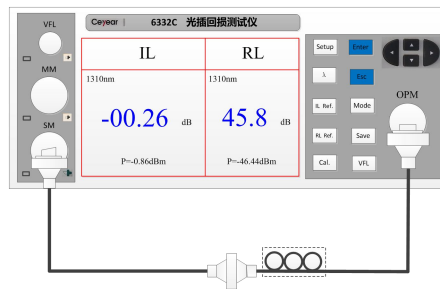 VFL
MM
SM
Ceyear | 6332C 光插回损测试仪
IL RL
1310nm 1310nm
-00.26 dB 45.8 dB
P=-0.86dBm P=-46.44dBm
Setup Enter
λ Esc
IL Ref. Mode
RL Ref. Save
Cal. VFL
OPM